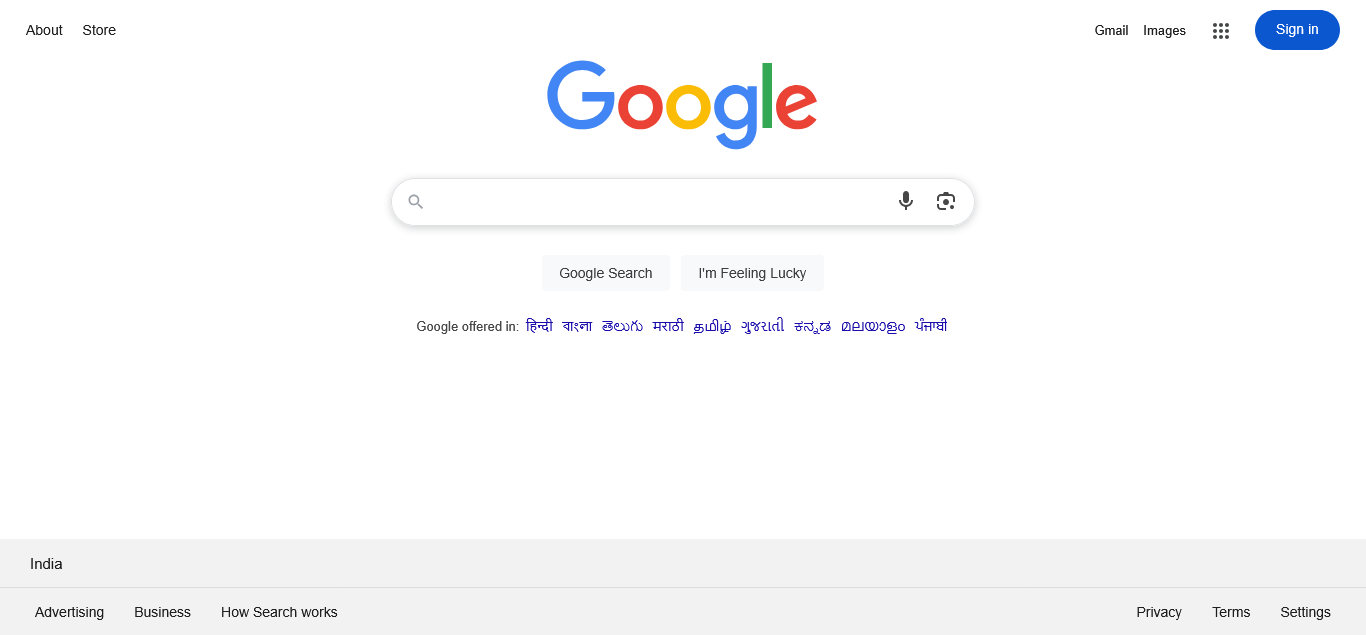 About Store Gmail Images Sign in
Google
Google Search I'm Feeling Lucky
Google offered in: हिन्दी বাংলা తెలుగు मराठी தமிழ் ગુજરાતી ಕನ್ನಡ മലയാളം ਪੰਜਾਬੀ
India
Advertising Business How Search works Privacy Terms Settings